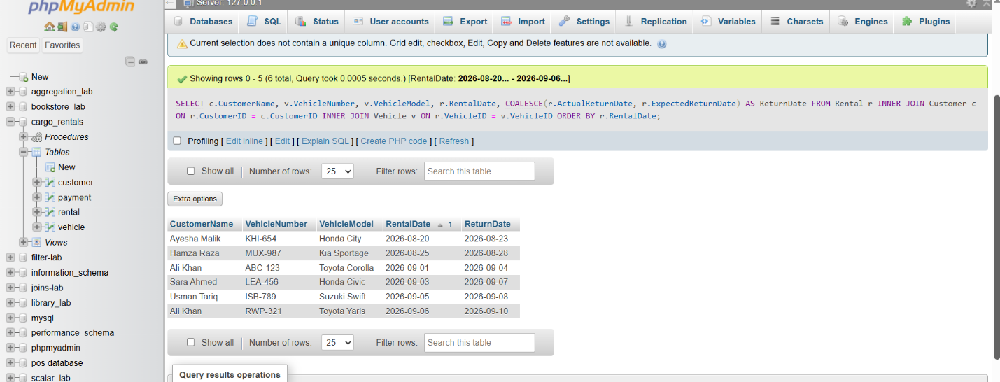 phpMyAdmin
Recent
Favorites
New
aggregation_lab
bookstore_lab
cargo_rentals
Procedures
Tables
New
customer
payment
rental
vehicle
Views
filter-lab
information_schema
joins-lab
library_lab
mysql
performance_schema
phpmyadmin
pos database
scalar_lab
Server: 127.0.0.1
Databases SQL Status User accounts Export Import Settings Replication Variables Charsets Engines Plugins
Current selection does not contain a unique column. Grid edit, checkbox, Edit, Copy and Delete features are not available.
Showing rows 0 - 5 (6 total, Query took 0.0005 seconds.) [RentalDate: 2026-08-20... - 2026-09-06...]
SELECT c.CustomerName, v.VehicleNumber, v.VehicleModel, r.RentalDate, COALESCE(r.ActualReturnDate, r.ExpectedReturnDate) AS ReturnDate FROM Rental r INNER JOIN Customer c
ON r.CustomerID = c.CustomerID INNER JOIN Vehicle v ON r.VehicleID = v.VehicleID ORDER BY r.RentalDate;
Profiling [ Edit inline ] [ Edit ] [ Explain SQL ] [ Create PHP code ] [ Refresh ]
Show all | Number of rows: 25 Filter rows: Search this table
Extra options
CustomerName VehicleNumber VehicleModel RentalDate 1 ReturnDate
Ayesha Malik KHI-654 Honda City 2026-08-20 2026-08-23
Hamza Raza MUX-987 Kia Sportage 2026-08-25 2026-08-28
Ali Khan ABC-123 Toyota Corolla 2026-09-01 2026-09-04
Sara Ahmed LEA-456 Honda Civic 2026-09-03 2026-09-07
Usman Tariq ISB-789 Suzuki Swift 2026-09-05 2026-09-08
Ali Khan RWP-321 Toyota Yaris 2026-09-06 2026-09-10
Show all | Number of rows: 25 Filter rows: Search this table
Query results operations